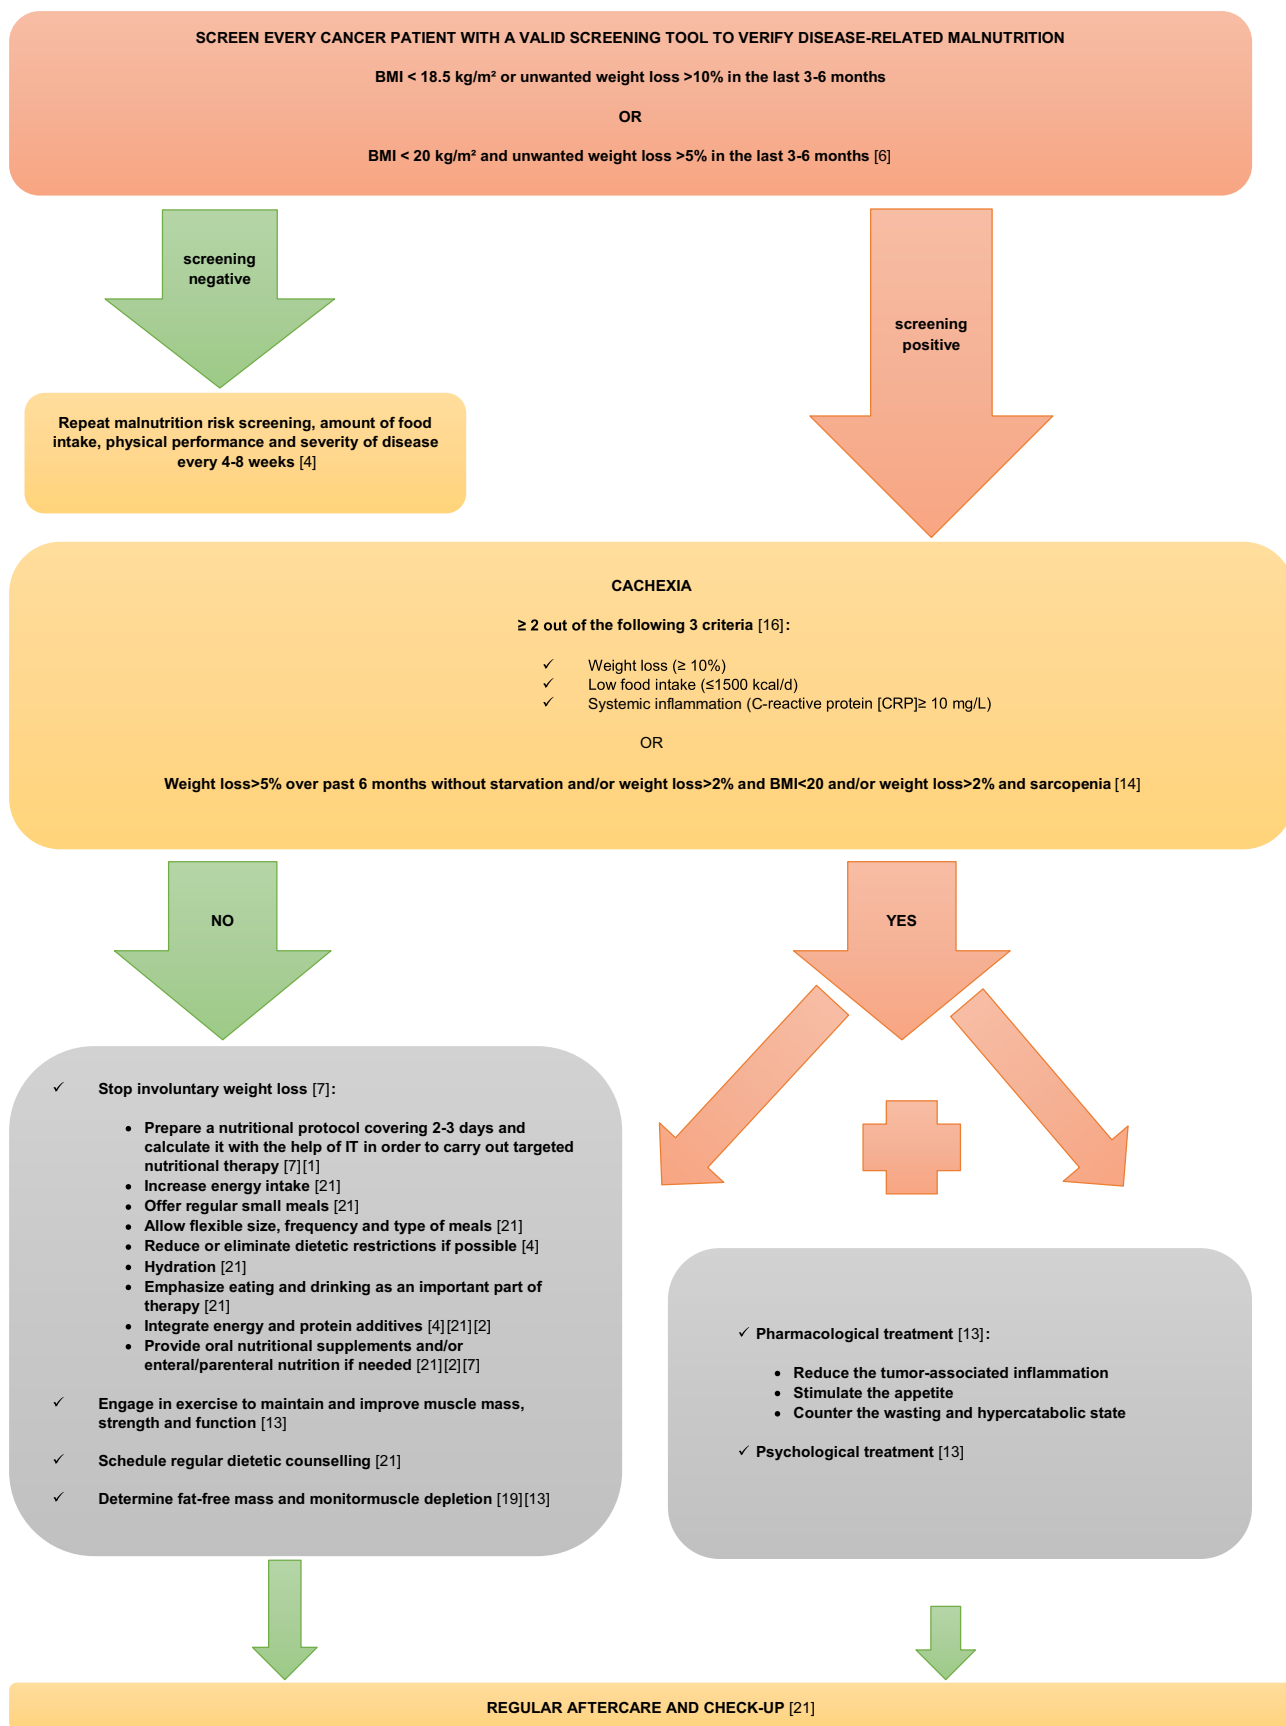 SCREEN EVERY CANCER PATIENT WITH A VALID SCREENING TOOL TO VERIFY DISEASE-RELATED MALNUTRITION
BMI < 18.5 kg/m² or unwanted weight loss >10% in the last 3-6 months
OR
BMI < 20 kg/m² and unwanted weight loss >5% in the last 3-6 months [6]
screening
negative
screening
positive
Repeat malnutrition risk screening, amount of food
intake, physical performance and severity of disease
every 4-8 weeks [4]
CACHEXIA
≥ 2 out of the following 3 criteria [16]:
✓ Weight loss (≥ 10%)
✓ Low food intake (≤1500 kcal/d)
✓ Systemic inflammation (C-reactive protein [CRP]≥ 10 mg/L)
OR
Weight loss>5% over past 6 months without starvation and/or weight loss>2% and BMI<20 and/or weight loss>2% and sarcopenia [14]
NO
YES
✓ Stop involuntary weight loss [7]:
• Prepare a nutritional protocol covering 2-3 days and
calculate it with the help of IT in order to carry out targeted
nutritional therapy [7][1]
• Increase energy intake [21]
• Offer regular small meals [21]
• Allow flexible size, frequency and type of meals [21]
• Reduce or eliminate dietetic restrictions if possible [4]
• Hydration [21]
• Emphasize eating and drinking as an important part of
therapy [21]
• Integrate energy and protein additives [4][21][2]
• Provide oral nutritional supplements and/or
enteral/parenteral nutrition if needed [21][2][7]
✓ Engage in exercise to maintain and improve muscle mass,
strength and function [13]
✓ Schedule regular dietetic counselling [21]
✓ Determine fat-free mass and monitormuscle depletion [19][13]
✓ Pharmacological treatment [13]:
• Reduce the tumor-associated inflammation
• Stimulate the appetite
• Counter the wasting and hypercatabolic state
✓ Psychological treatment [13]
REGULAR AFTERCARE AND CHECK-UP [21]